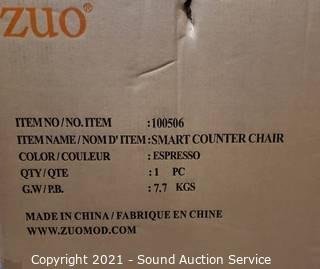 zuo®
ITEM NO/NO. ITEM :100506
ITEM NAME/NOM D'ITEM:SMART COUNTER CHAIR
COLOR/COULEUR :ESPRESSO
QTY/QTE :1 PC
G.W/P.B. :7.7 KGS
MADE IN CHINA/FABRIQUE EN CHINE
WWW.ZUOMOD.COM
Copyright 2021 - Sound Auction Service